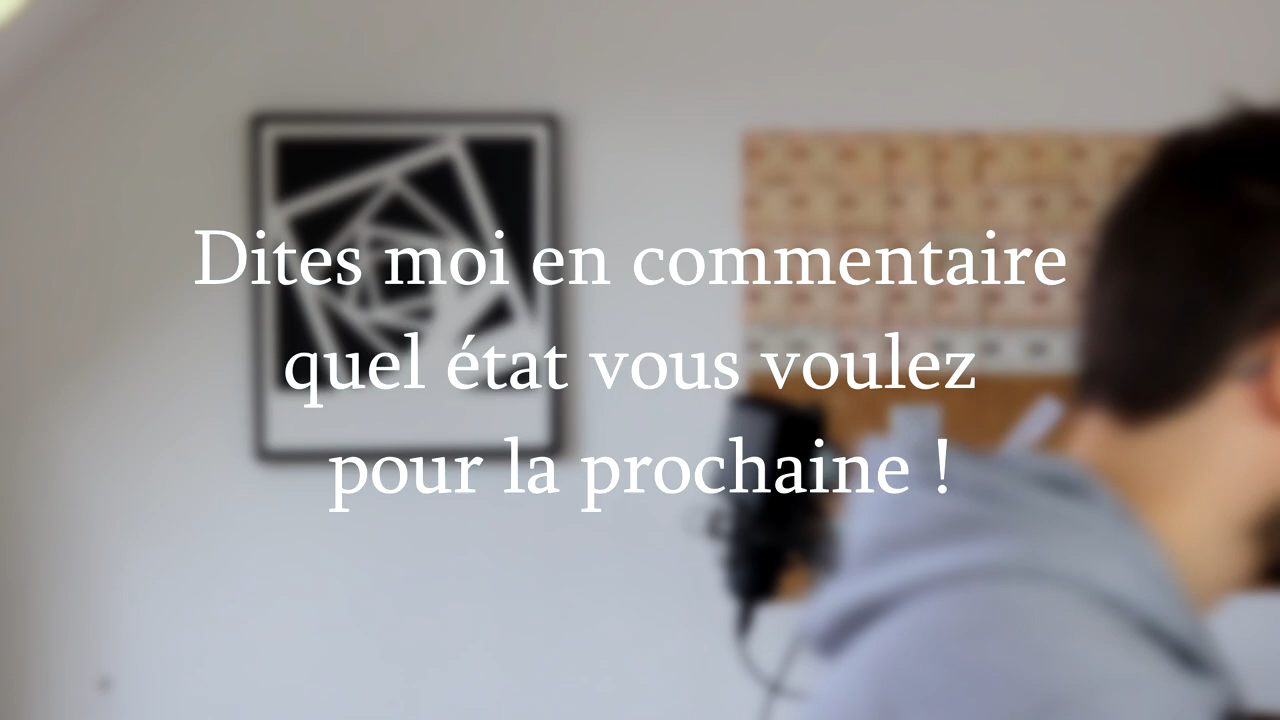 Dites moi en commentaire
quel état vous voulez
pour la prochaine !